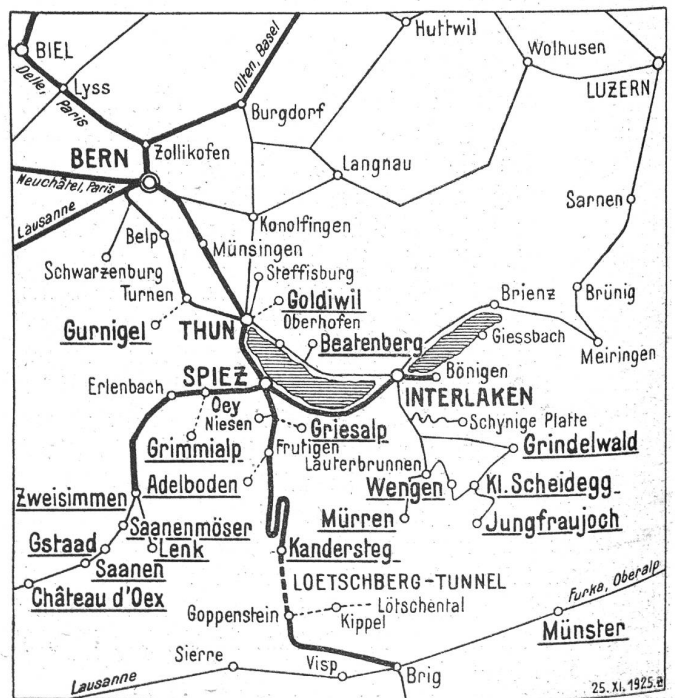 Huttwil
BIEL
Wolhusen
Olten, Basel
LUZERN
Delle, Paris
Lyss
Burgdorf
Zollikofen
BERN
Langnau
Neuchâtel, Paris
Lausanne
Sarnen
Konolfingen
Belp
Münsingen
Schwarzenburg
Steffisburg
Turnen
Goldiwil
Brienz
Brünig
Gurnigel
THUN
Oberhofen
Giessbach
Beatenberg
Meiringen
SPIEZ
Bönigen
Erlenbach
INTERLAKEN
Oey
Niesen
Schynige Platte
Griesalp
Grimmialp
Frutigen
Grindelwald
Lauterbrunnen
Adelboden
Wengen
Kl. Scheidegg
Zweisimmen
Mürren
Jungfraujoch
Saanenmöser
Gstaad
Lenk
Kandersteg
Saanen
LOETSCHBERG-TUNNEL
Château d'Oex
Furka, Oberalp
Lötschental
Goppenstein
Kippel
Münster
Sierre
Visp
Brig
Lausanne
25. XI. 1925.